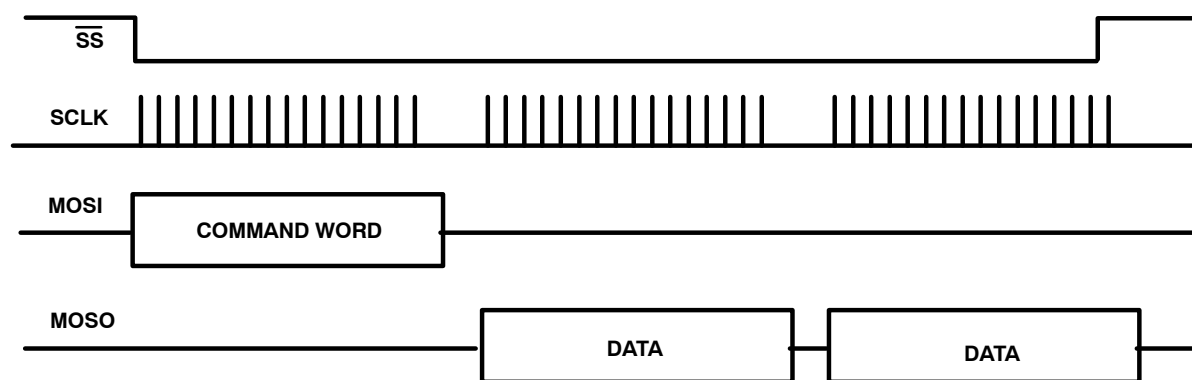 SS
SCLK
MOSI
COMMAND WORD
MOSO
DATA
DATA